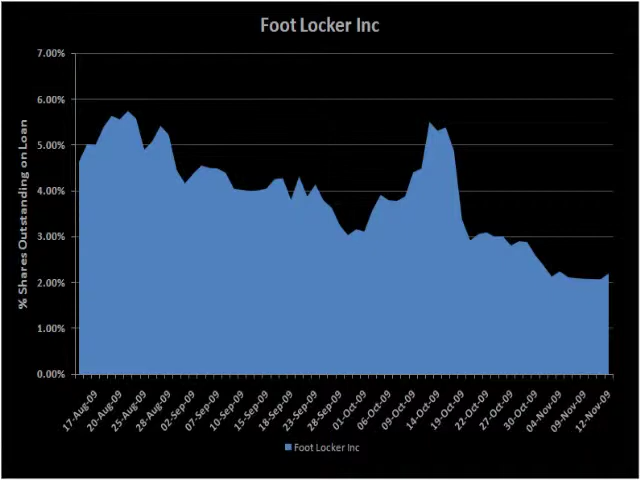 Foot Locker Inc
7.00%
6.00%
5.00%
4.00%
3.00%
2.00%
1.00%
0.00%
% Shares Outstanding on Loan
17-Aug-09
20-Aug-09
25-Aug-09
28-Aug-09
02-Sep-09
07-Sep-09
10-Sep-09
15-Sep-09
18-Sep-09
23-Sep-09
28-Sep-09
01-Oct-09
06-Oct-09
09-Oct-09
14-Oct-09
19-Oct-09
22-Oct-09
27-Oct-09
30-Oct-09
04-Nov-09
09-Nov-09
12-Nov-09
Foot Locker Inc